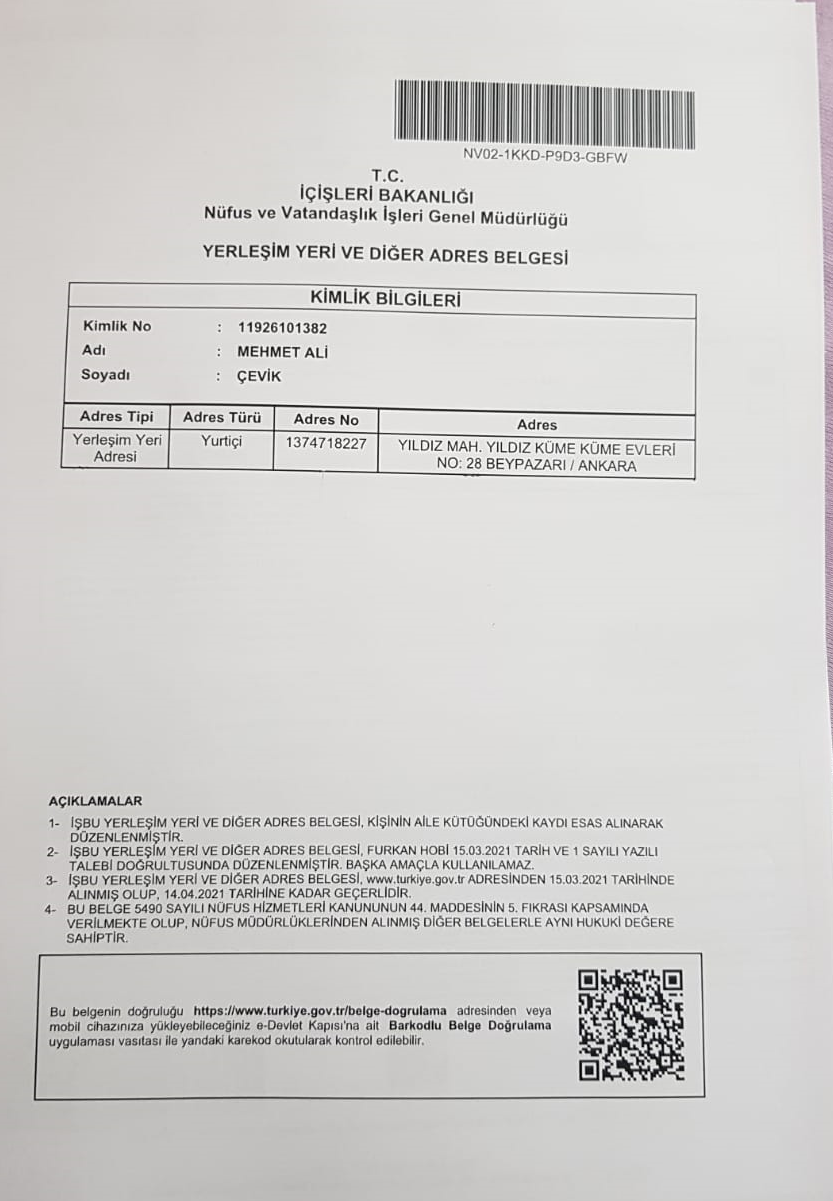 NV02-1KKD-P9D3-GBFW
T.C.
İÇİŞLERİ BAKANLIĞI
Nüfus ve Vatandaşlık İşleri Genel Müdürlüğü
YERLEŞİM YERİ VE DİĞER ADRES BELGESİ
KİMLİK BİLGİLERİ
Kimlik No : 11926101382
Adı : MEHMET ALİ
Soyadı : ÇEVİK
Adres Tipi Adres Türü Adres No Adres
Yerleşim Yeri Yurtiçi 1374718227 YILDIZ MAH. YILDIZ KÜME KÜME EVLERİ
Adresi NO: 28 BEYPAZARI / ANKARA
AÇIKLAMALAR
1- İŞBU YERLEŞİM YERİ VE DİĞER ADRES BELGESİ, KİŞİNİN AİLE KÜTÜĞÜNDEKİ KAYDI ESAS ALINARAK
DÜZENLENMİŞTİR.
2- İŞBU YERLEŞİM YERİ VE DİĞER ADRES BELGESİ, FURKAN HOBİ 15.03.2021 TARİH VE 1 SAYILI YAZILI
TALEBİ DOĞRULTUSUNDA DÜZENLENMİŞTİR. BAŞKA AMAÇLA KULLANILAMAZ.
3- İŞBU YERLEŞİM YERİ VE DİĞER ADRES BELGESİ, www.turkiye.gov.tr ADRESİNDEN 15.03.2021 TARİHİNDE
ALINMIŞ OLUP, 14.04.2021 TARİHİNE KADAR GEÇERLİDİR.
4- BU BELGE 5490 SAYILI NÜFUS HİZMETLERİ KANUNUNUN 44. MADDESİNİN 5. FIKRASI KAPSAMINDA
VERİLMEKTE OLUP, NÜFUS MÜDÜRLÜKLERİNDEN ALINMIŞ DİĞER BELGELERLE AYNI HUKUKİ DEĞERE
SAHİPTİR.
Bu belgenin doğruluğu https://www.turkiye.gov.tr/belge-dogrulama adresinden veya
mobil cihazınıza yükleyebileceğiniz e-Devlet Kapısı'na ait Barkodlu Belge Doğrulama
uygulaması vasıtası ile yandaki karekod okutularak kontrol edilebilir.